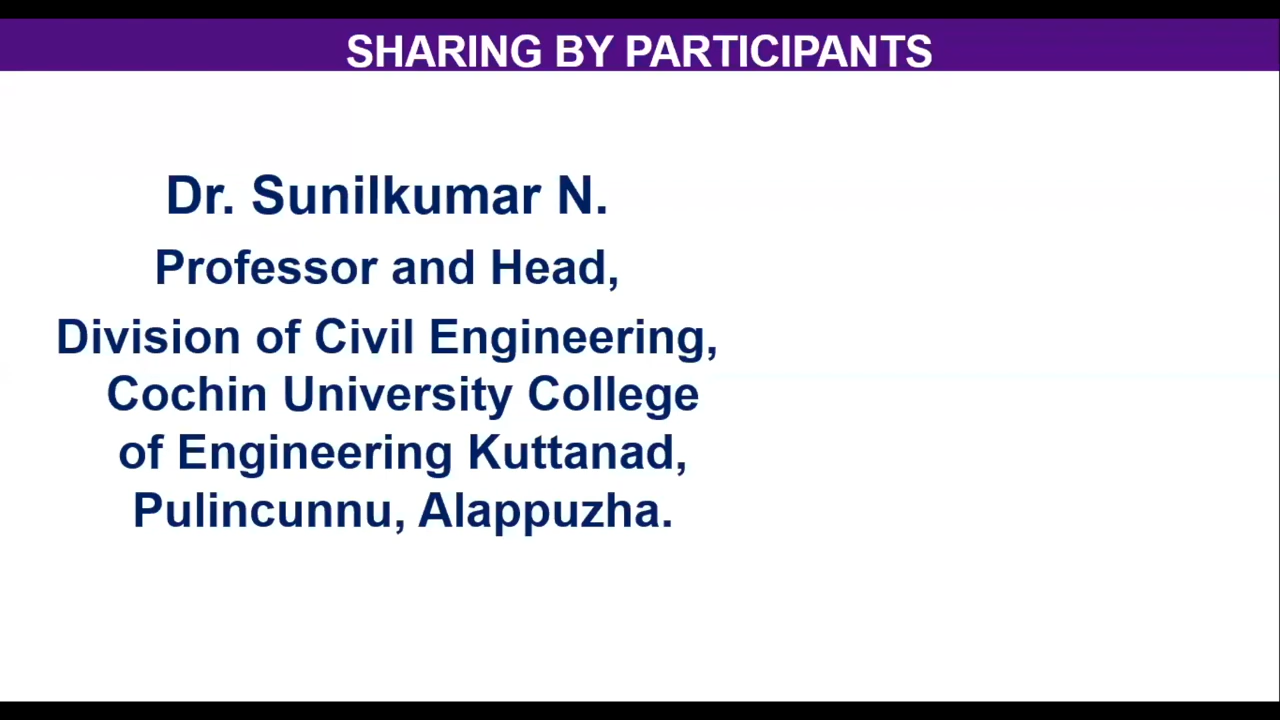 SHARING BY PARTICIPANTS
Dr. Sunilkumar N.
Professor and Head,
Division of Civil Engineering,
Cochin University College
of Engineering Kuttanad,
Pulincunnu, Alappuzha.